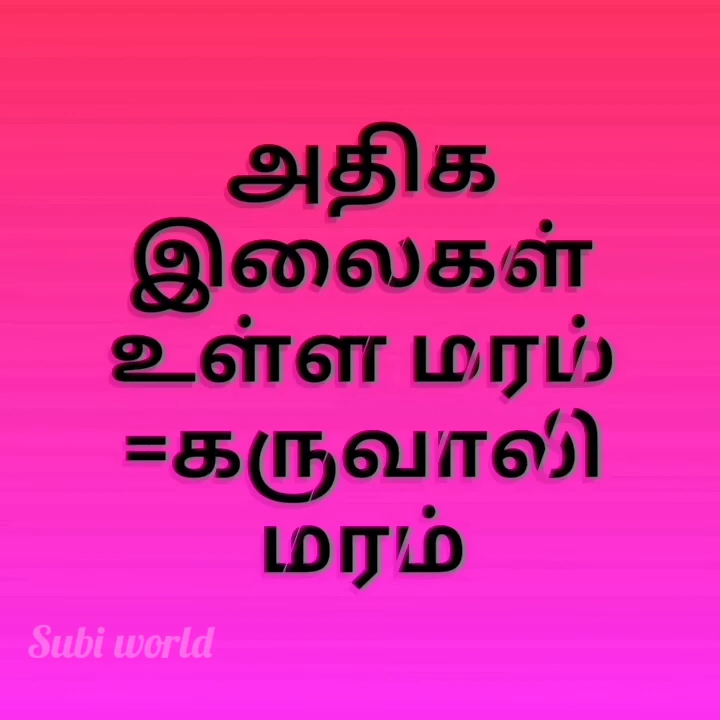 அதிக
இலைகள்
உள்ள மரம்
=கருவாலி
மரம்
Subi world